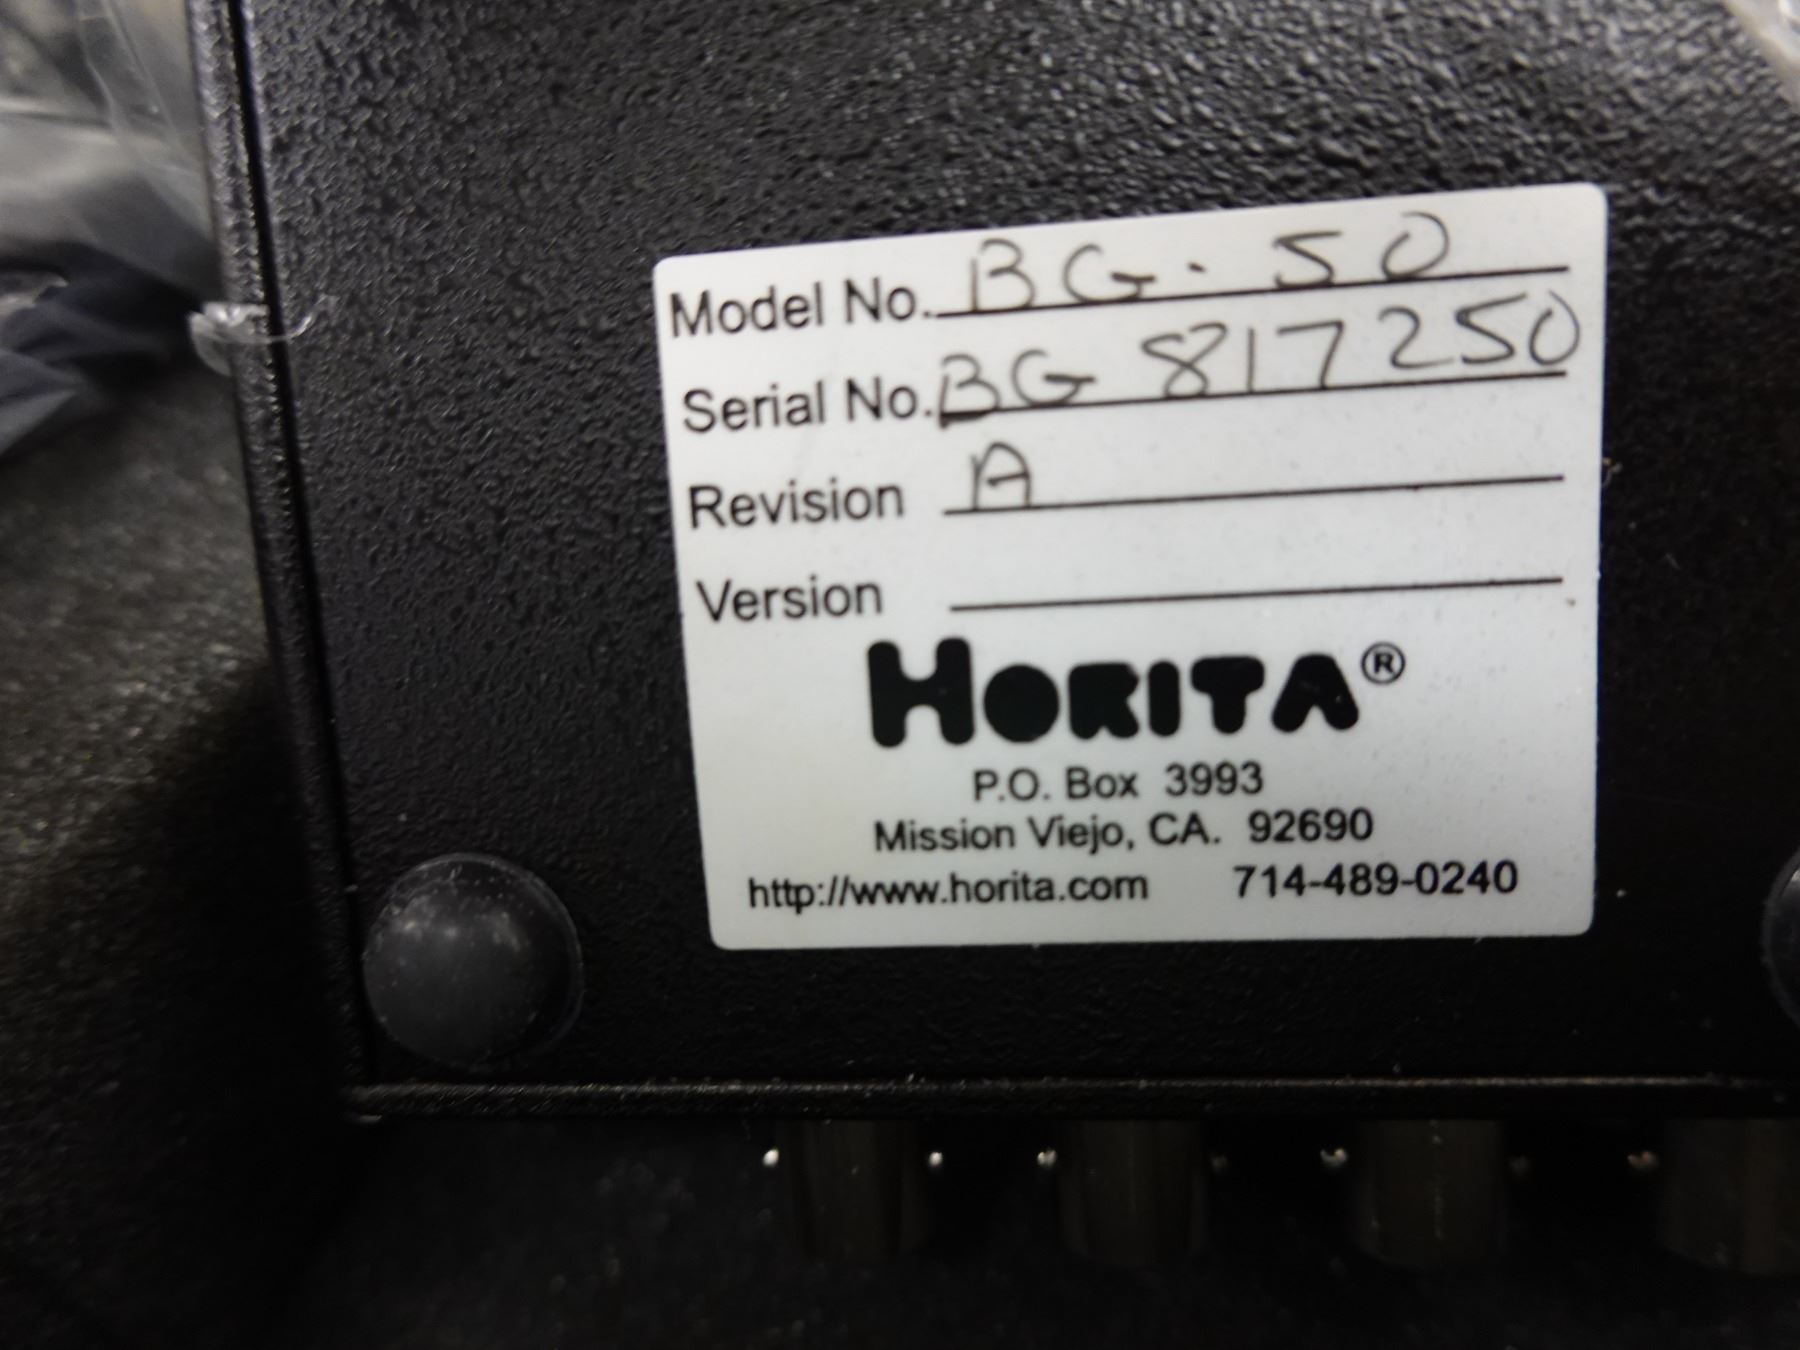 Model No. BG-50
Serial No. BG 817250
Revision A
Version
HORITA®
P.O. Box 3993
Mission Viejo, CA. 92690
http://www.horita.com 714-489-0240